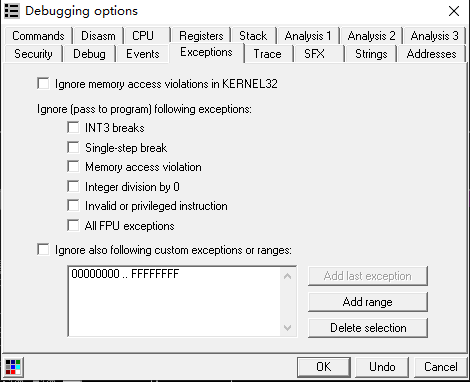 Debugging options
Commands Disasm CPU Registers Stack Analysis 1 Analysis 2 Analysis 3
Security Debug Events Exceptions Trace SFX Strings Addresses
Ignore memory access violations in KERNEL32
Ignore (pass to program) following exceptions:
INT3 breaks
Single-step break
Memory access violation
Integer division by 0
Invalid or privileged instruction
All FPU exceptions
Ignore also following custom exceptions or ranges:
00000000 .. FFFFFFFF
Add last exception
Add range
Delete selection
OK Undo Cancel